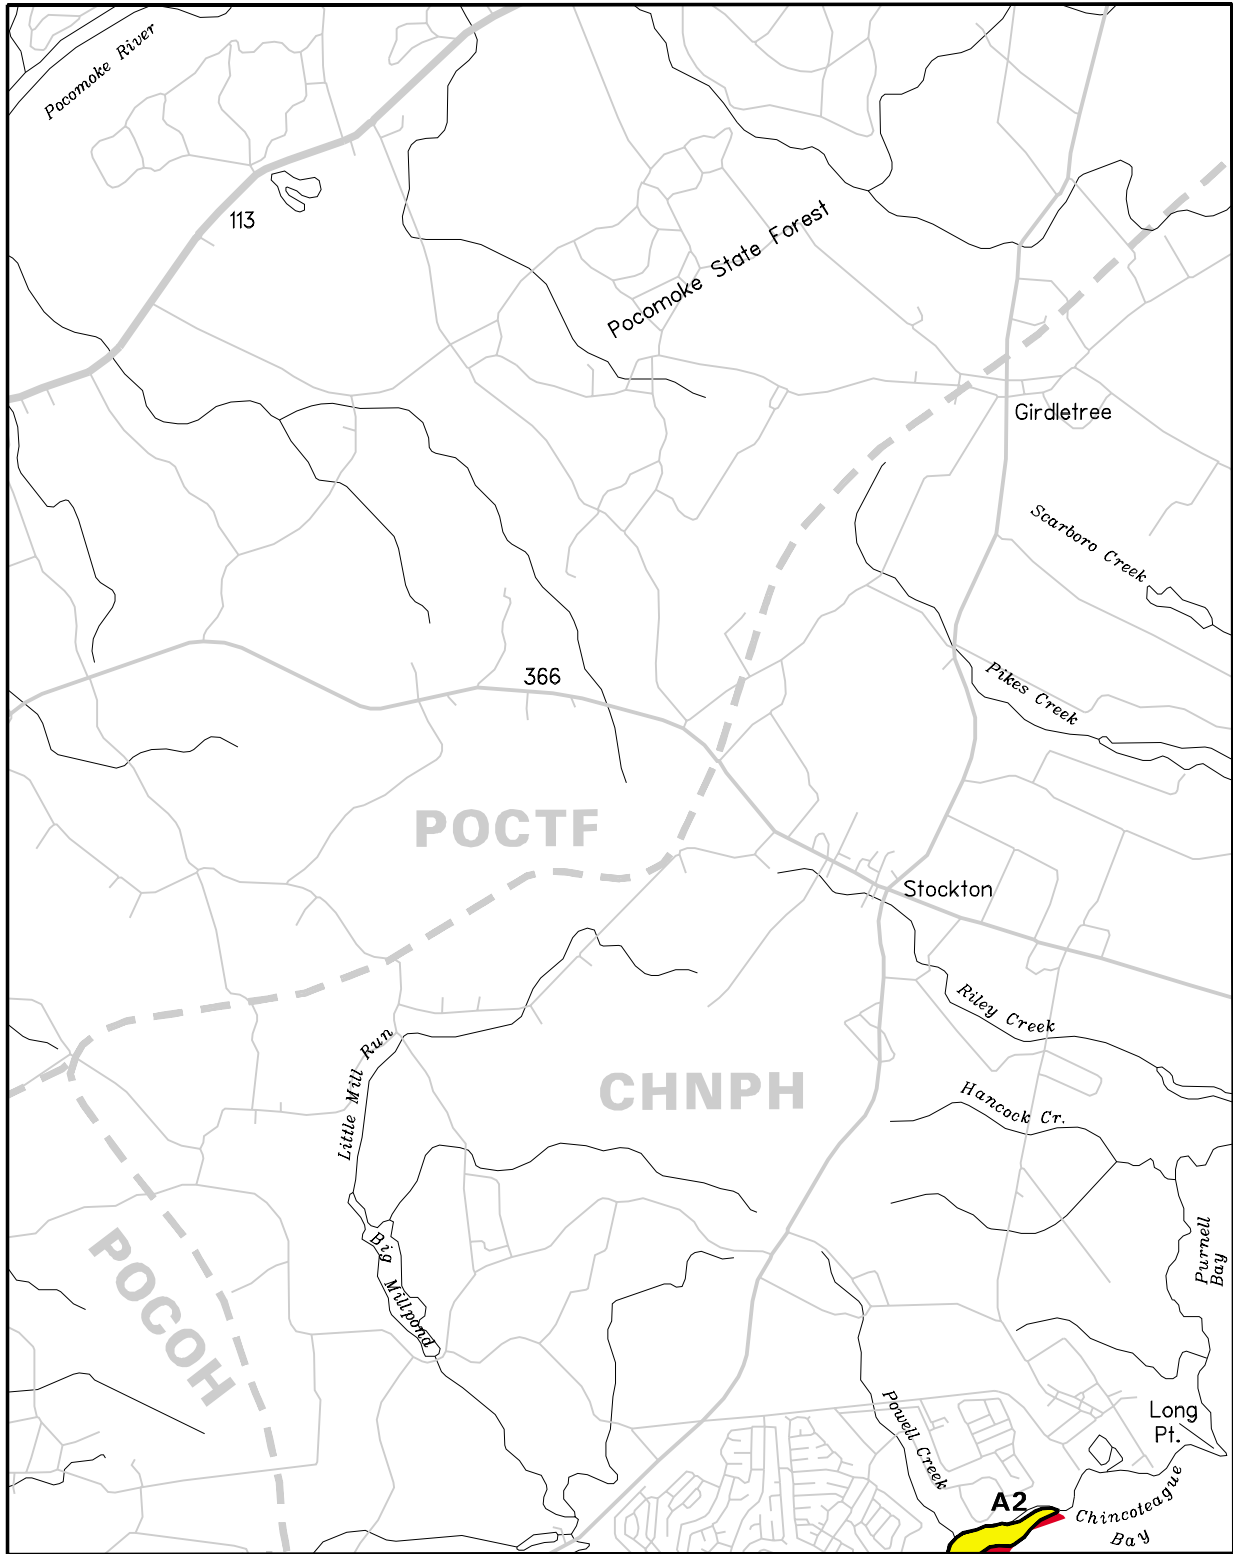 Pocomoke River
113
Pocomoke State Forest
Girdletree
Scarboro Creek
366
Pikes Creek
POCTF
Stockton
Riley Creek
Little Mill Run
CHNPH
Hancock Cr.
POCOH
Big Millpond
Purnell
Bay
Powell Creek
Long
Pt.
A2
Chincoteague
Bay